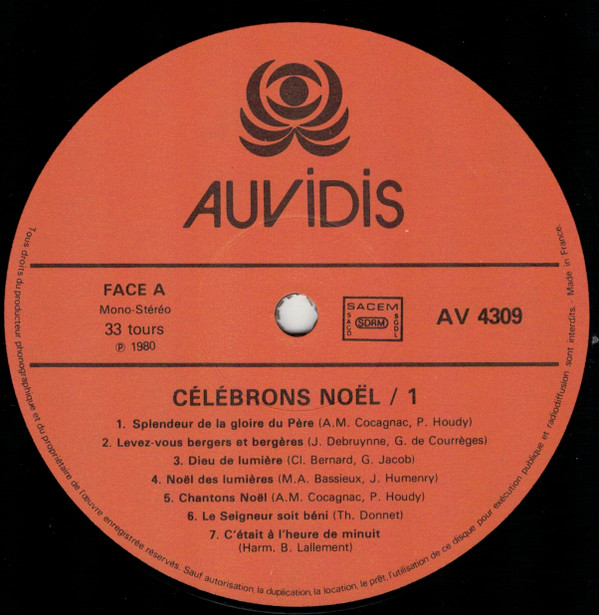 AUVIDIS
FACE A
Mono-Stéréo
33 tours
℗ 1980
SACEM
SACD
SDRM
SGDL
AV 4309
CÉLÉBRONS NOËL / 1
1. Splendeur de la gloire du Père (A.M. Cocagnac, P. Houdy)
2. Levez-vous bergers et bergères (J. Debruynne, G. de Courrèges)
3. Dieu de lumière (Cl. Bernard, G. Jacob)
4. Noël des lumières (M.A. Bassieux, J. Humenry)
5. Chantons Noël (A.M. Cocagnac, P. Houdy)
6. Le Seigneur soit béni (Th. Donnet)
7. C'était à l'heure de minuit
(Harm. B. Lallement)
Tous droits du producteur phonographique et du propriétaire de l'œuvre enregistrée réservés. Sauf autorisation, la duplication, la location, le prêt, l'utilisation de ce disque pour exécution publique et radiodiffusion sont interdits. Made in France.